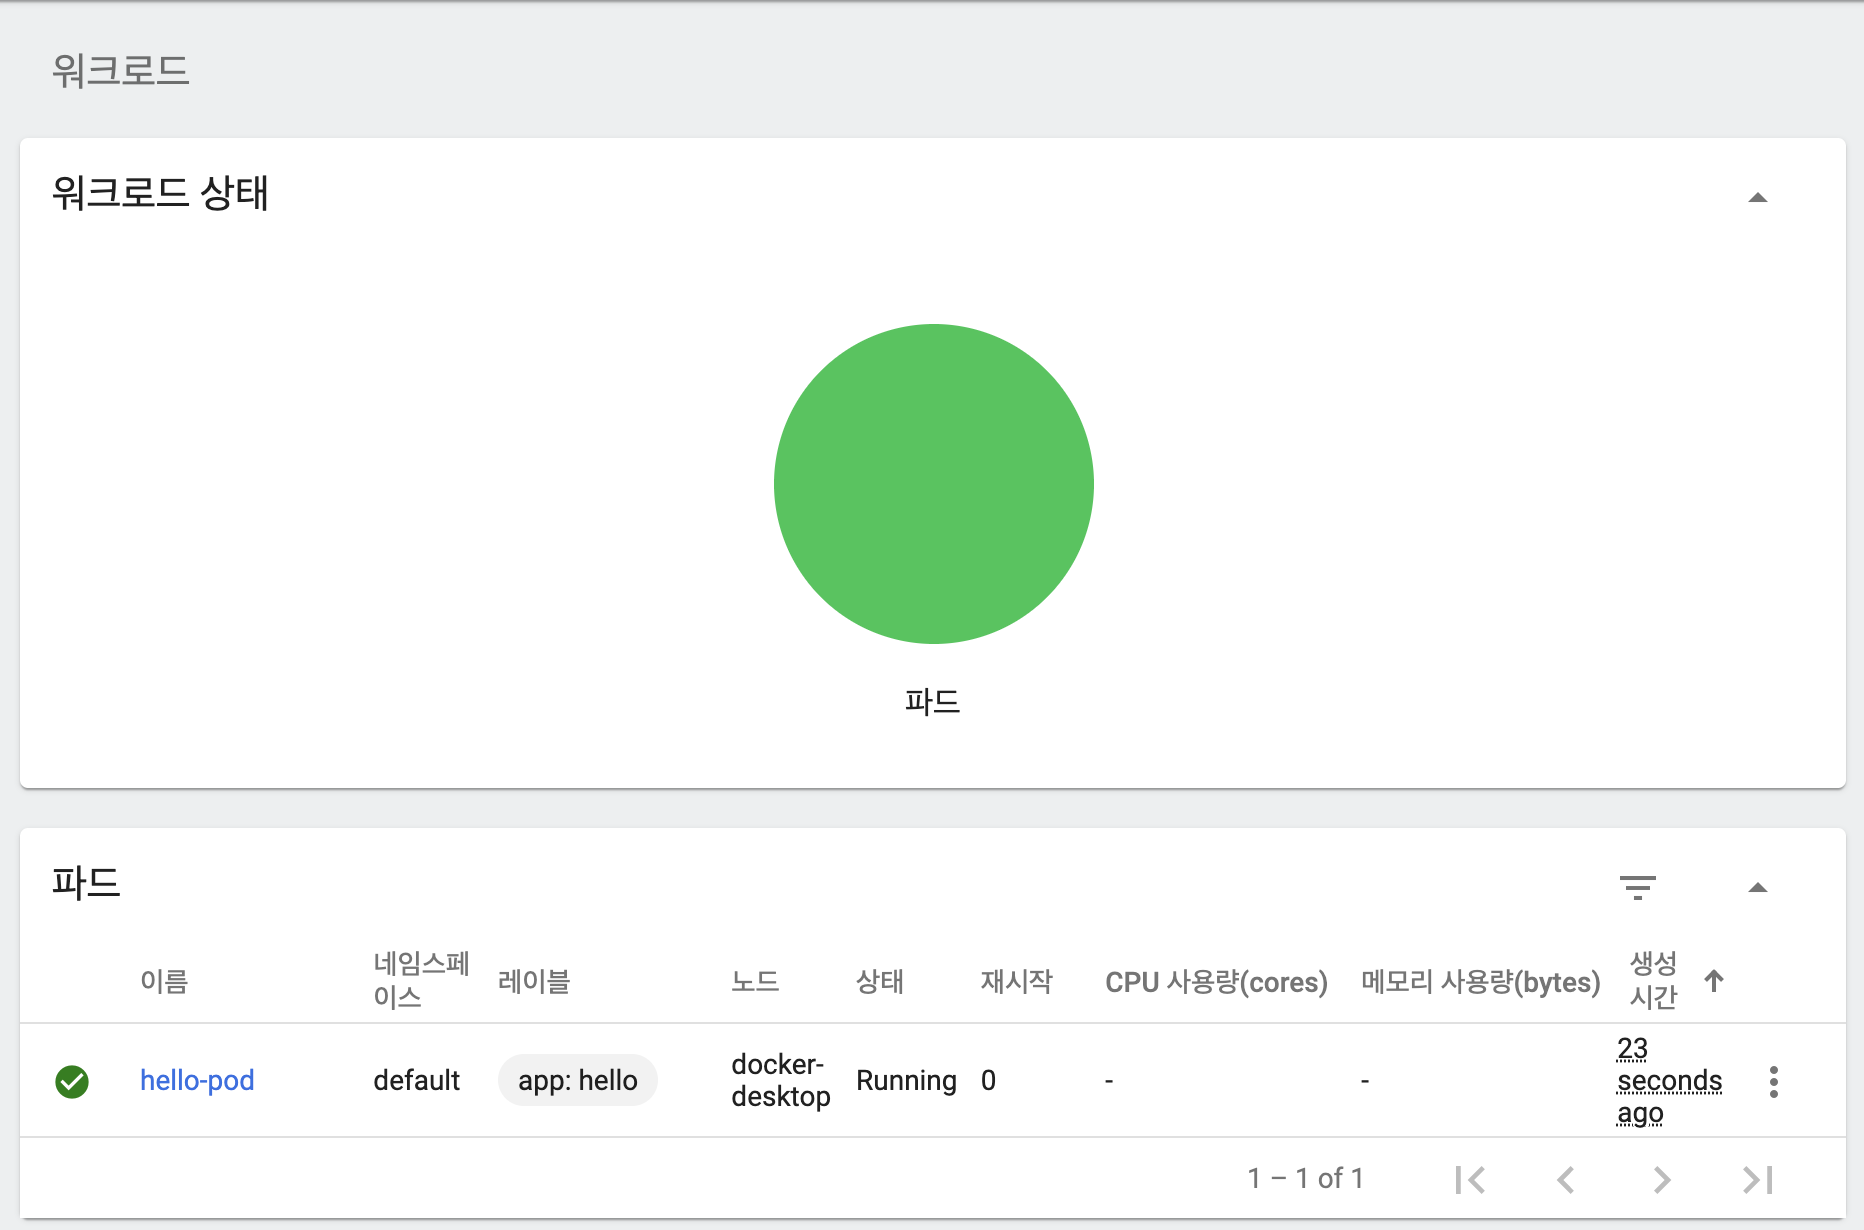 워크로드
워크로드 상태
파드
파드
이름 네임스페이스 레이블 노드 상태 재시작 CPU 사용량(cores) 메모리 사용량(bytes) 생성 시간
hello-pod default app: hello docker-desktop Running 0 - - 23 seconds ago
1 – 1 of 1